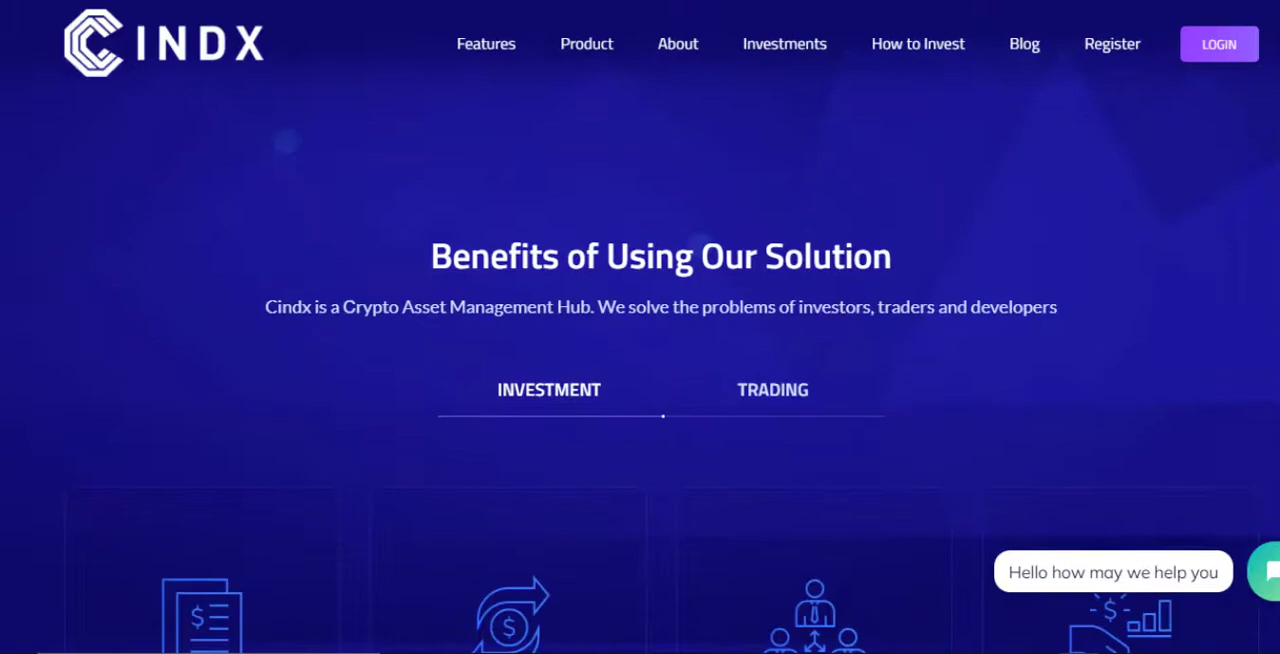 CINDX
Features Product About Investments How to Invest Blog Register LOGIN
Benefits of Using Our Solution
Cindx is a Crypto Asset Management Hub. We solve the problems of investors, traders and developers
INVESTMENT TRADING
Hello how may we help you
$ $ $